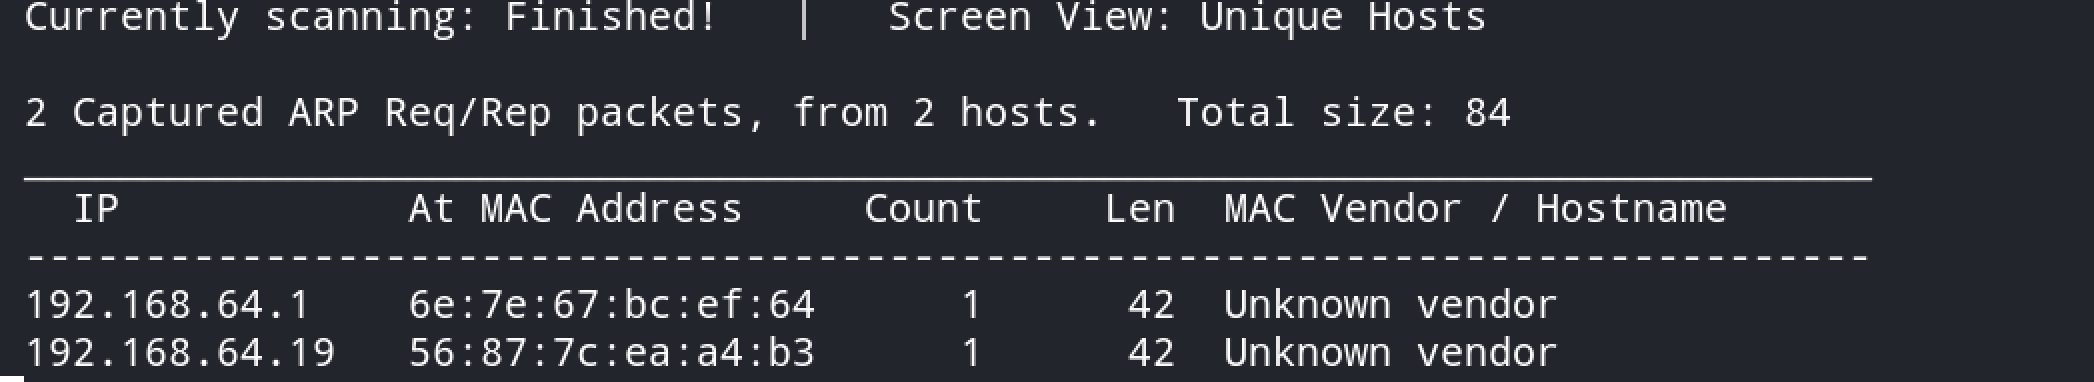 Currently scanning: Finished!   |   Screen View: Unique Hosts
2 Captured ARP Req/Rep packets, from 2 hosts.   Total size: 84
_____________________________________________________________________________
  IP            At MAC Address     Count     Len  MAC Vendor / Hostname
-----------------------------------------------------------------------------
192.168.64.1    6e:7e:67:bc:ef:64      1      42  Unknown vendor
192.168.64.19   56:87:7c:ea:a4:b3      1      42  Unknown vendor